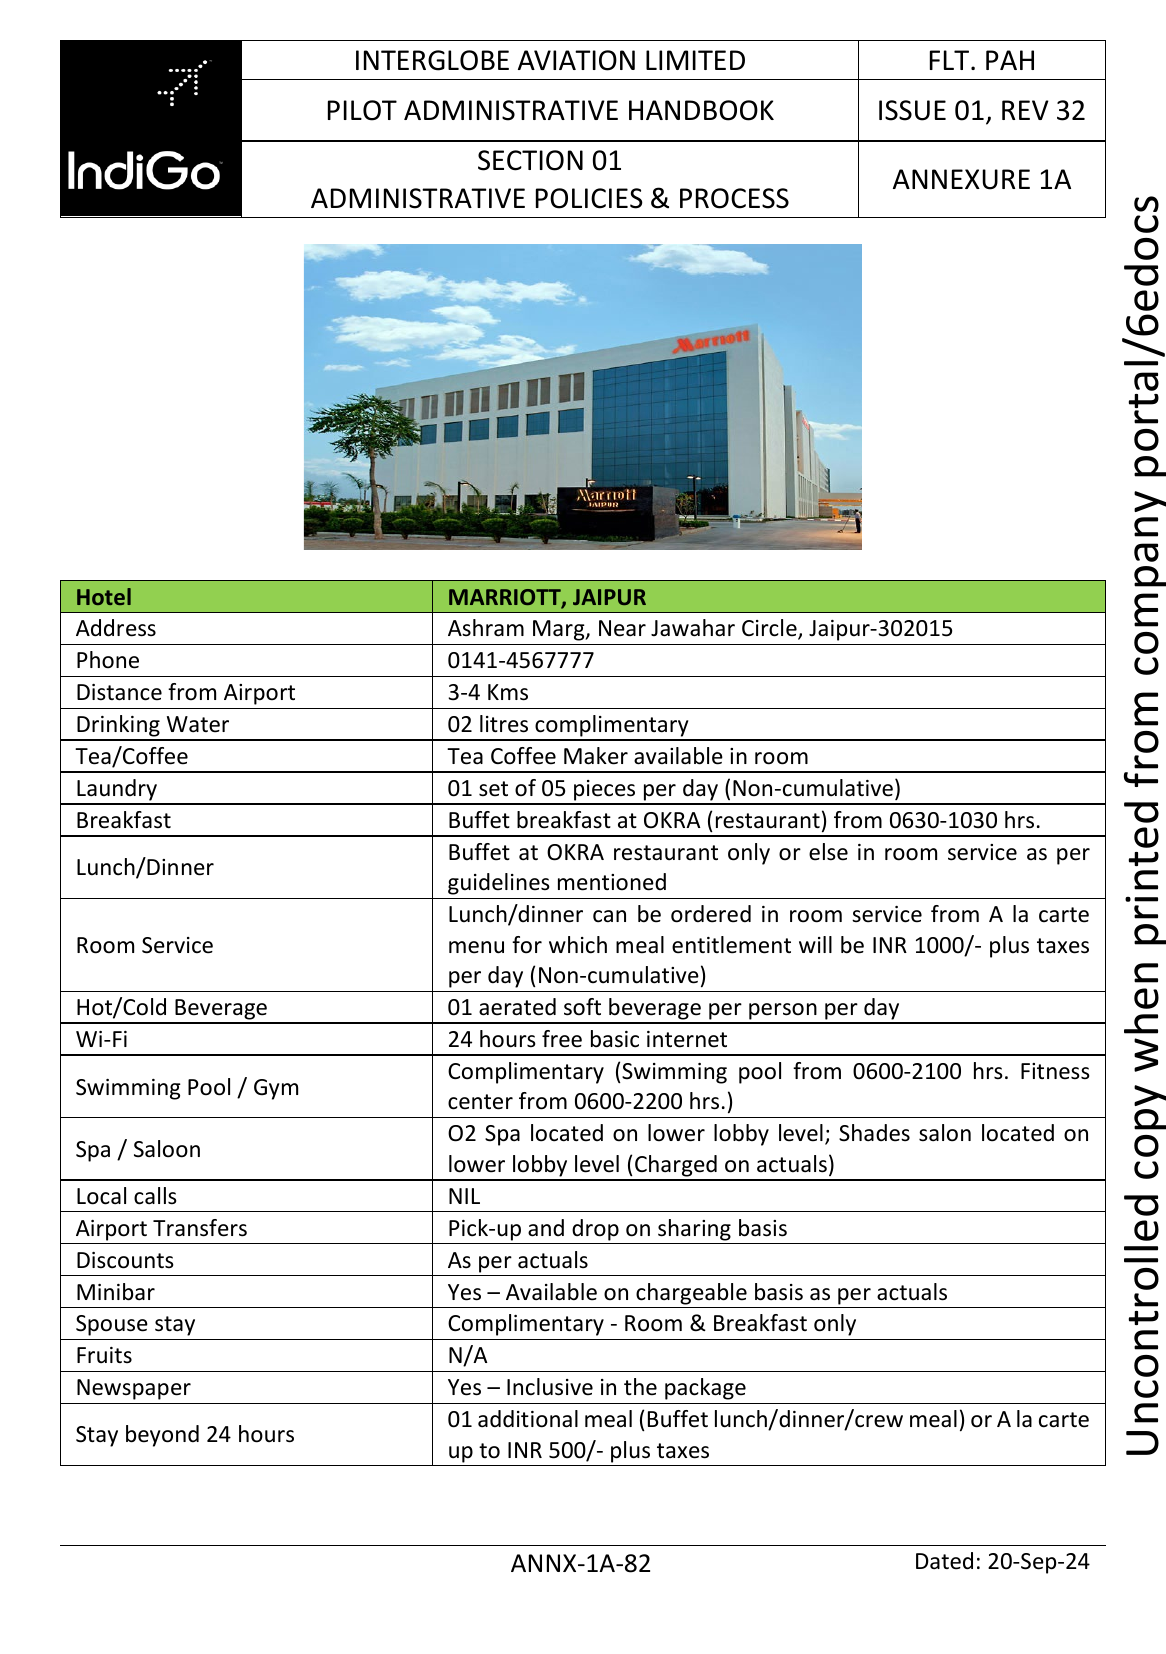 IndiGo
INTERGLOBE AVIATION LIMITED
FLT. PAH
PILOT ADMINISTRATIVE HANDBOOK
ISSUE 01, REV 32
SECTION 01
ADMINISTRATIVE POLICIES & PROCESS
ANNEXURE 1A
Marriott
Marriott
JAIPUR
Hotel
MARRIOTT, JAIPUR
Address
Ashram Marg, Near Jawahar Circle, Jaipur-302015
Phone
0141-4567777
Distance from Airport
3-4 Kms
Drinking Water
02 litres complimentary
Tea/Coffee
Tea Coffee Maker available in room
Laundry
01 set of 05 pieces per day (Non-cumulative)
Breakfast
Buffet breakfast at OKRA (restaurant) from 0630-1030 hrs.
Lunch/Dinner
Buffet at OKRA restaurant only or else in room service as per
guidelines mentioned
Room Service
Lunch/dinner can be ordered in room service from A la carte
menu for which meal entitlement will be INR 1000/- plus taxes
per day (Non-cumulative)
Hot/Cold Beverage
01 aerated soft beverage per person per day
Wi-Fi
24 hours free basic internet
Swimming Pool / Gym
Complimentary (Swimming pool from 0600-2100 hrs. Fitness
center from 0600-2200 hrs.)
Spa / Saloon
O2 Spa located on lower lobby level; Shades salon located on
lower lobby level (Charged on actuals)
Local calls
NIL
Airport Transfers
Pick-up and drop on sharing basis
Discounts
As per actuals
Minibar
Yes – Available on chargeable basis as per actuals
Spouse stay
Complimentary - Room & Breakfast only
Fruits
N/A
Newspaper
Yes – Inclusive in the package
Stay beyond 24 hours
01 additional meal (Buffet lunch/dinner/crew meal) or A la carte
up to INR 500/- plus taxes
ANNX-1A-82
Dated: 20-Sep-24
Uncontrolled copy when printed from company portal/6edocs